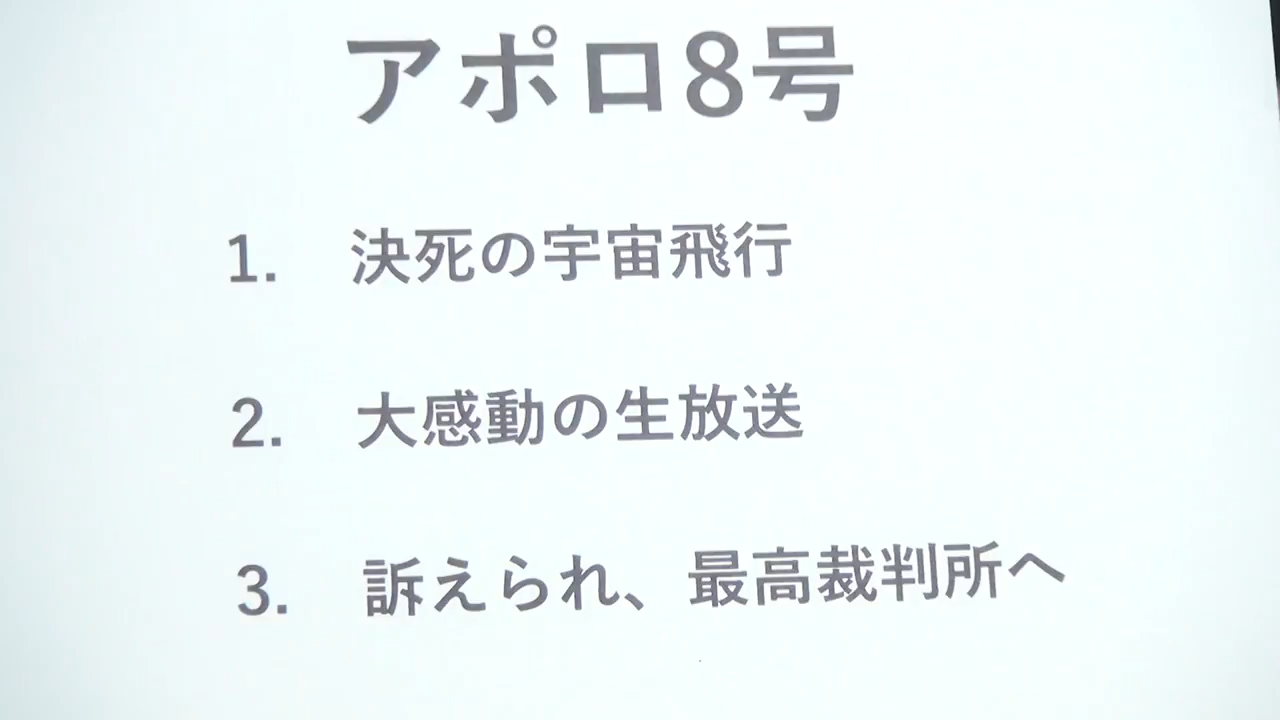 アポロ8号
1. 決死の宇宙飛行
2. 大感動の生放送
3. 訴えられ、最高裁判所へ